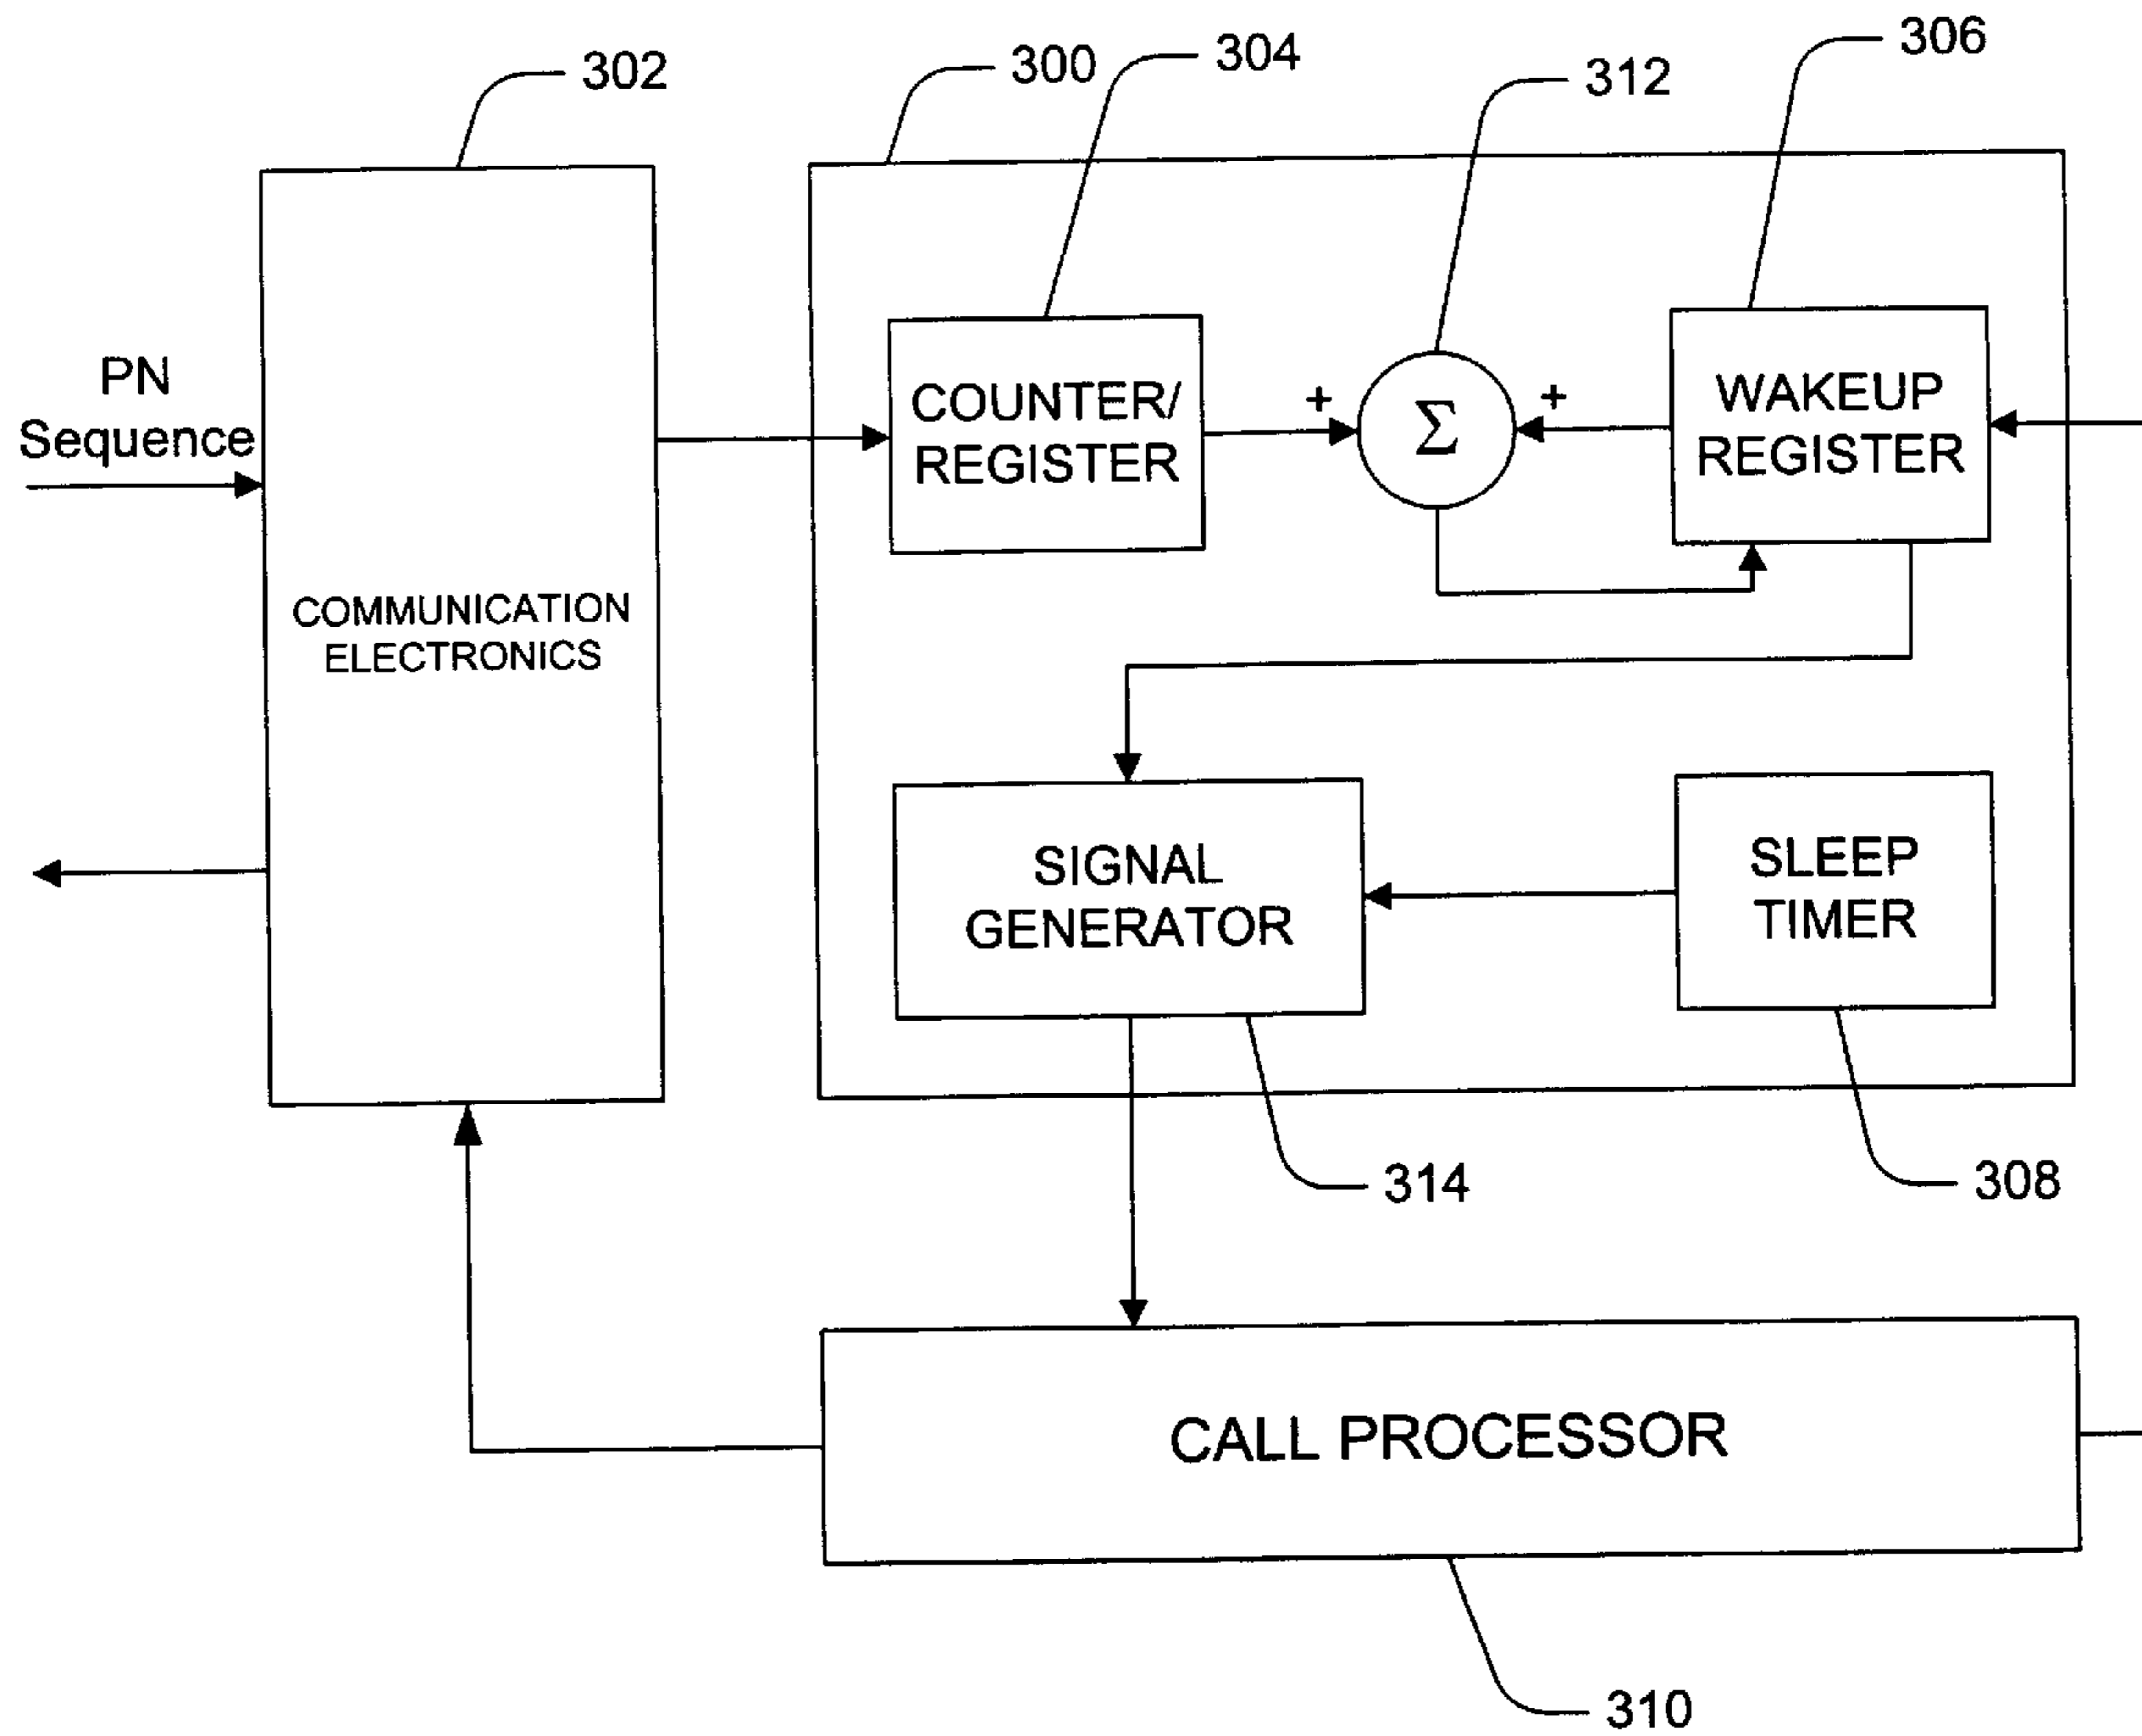 302
300
304
312
306
PN
Sequence
COMMUNICATION
ELECTRONICS
COUNTER/
REGISTER
+
Σ
+
WAKEUP
REGISTER
SIGNAL
GENERATOR
SLEEP
TIMER
314
308
CALL PROCESSOR
310